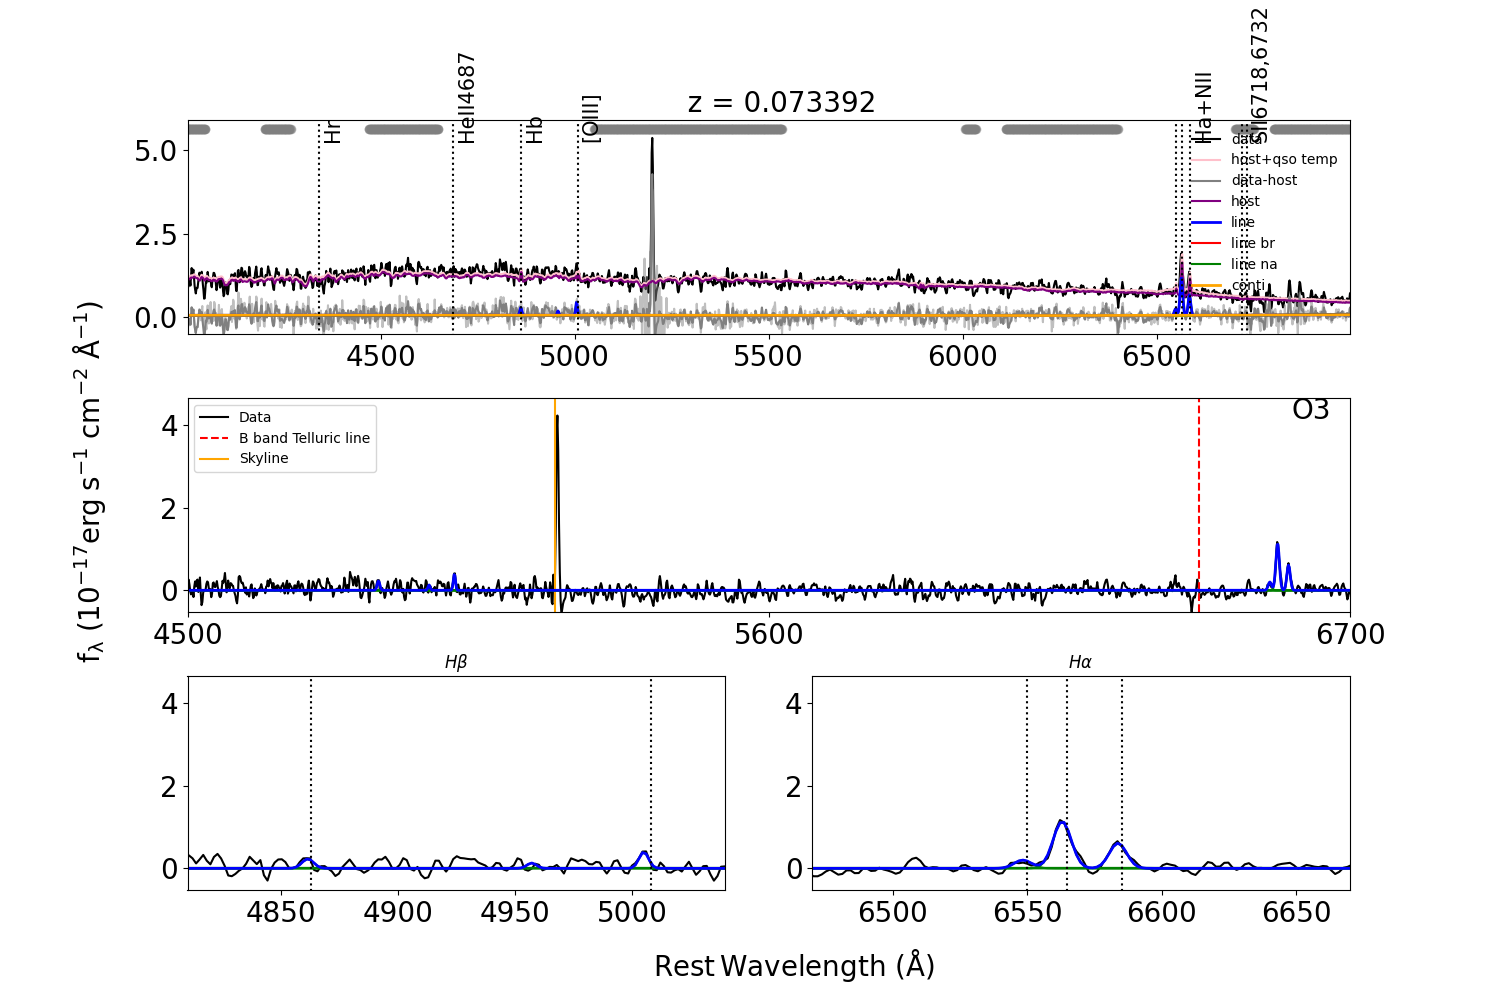 z = 0.073392
Hr
HeII4687
Hb
[OIII]
Ha+NII
SII6718,6732
5.0
2.5
0.0
data
host+qso temp
data-host
host
line
line br
line na
conti
4500
5000
5500
6000
6500
fλ (10⁻¹⁷erg s⁻¹ cm⁻² Å⁻¹)
O3
4
2
0
Data
B band Telluric line
Skyline
4500
5600
6700
Hβ
4
2
0
4850
4900
4950
5000
Hα
4
2
0
6500
6550
6600
6650
Rest Wavelength (Å)